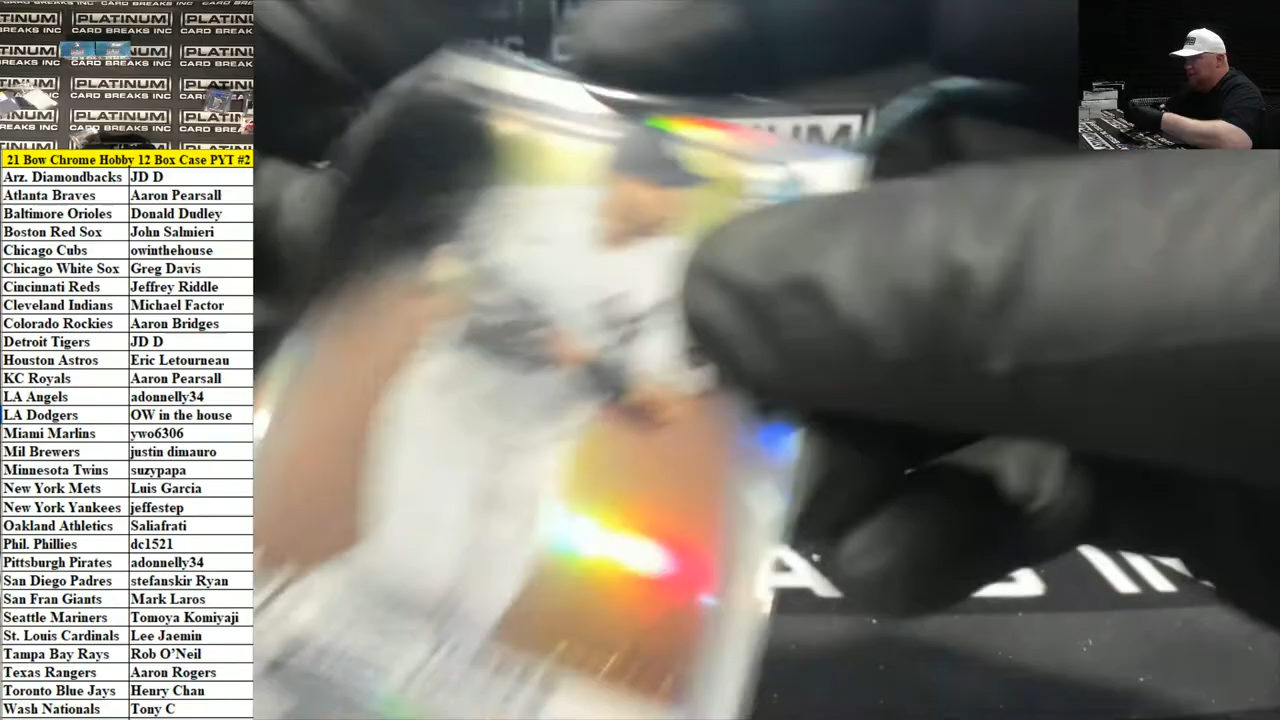 TINUM PLATINUM PLATIN
CARD BREAKS INC
21 Bow Chrome Hobby 12 Box Case PYT #2
Arz. Diamondbacks JD D
Atlanta Braves Aaron Pearsall
Baltimore Orioles Donald Dudley
Boston Red Sox John Salmieri
Chicago Cubs owinthehouse
Chicago White Sox Greg Davis
Cincinnati Reds Jeffrey Riddle
Cleveland Indians Michael Factor
Colorado Rockies Aaron Bridges
Detroit Tigers JD D
Houston Astros Eric Letourneau
KC Royals Aaron Pearsall
LA Angels adonnelly34
LA Dodgers OW in the house
Miami Marlins ywo6306
Mil Brewers justin dimauro
Minnesota Twins suzypapa
New York Mets Luis Garcia
New York Yankees jeffestep
Oakland Athletics Saliafrati
Phil. Phillies dc1521
Pittsburgh Pirates adonnelly34
San Diego Padres stefanskir Ryan
San Fran Giants Mark Laros
Seattle Mariners Tomoya Komiyaji
St. Louis Cardinals Lee Jaemin
Tampa Bay Rays Rob O'Neil
Texas Rangers Aaron Rogers
Toronto Blue Jays Henry Chan
Wash Nationals Tony C